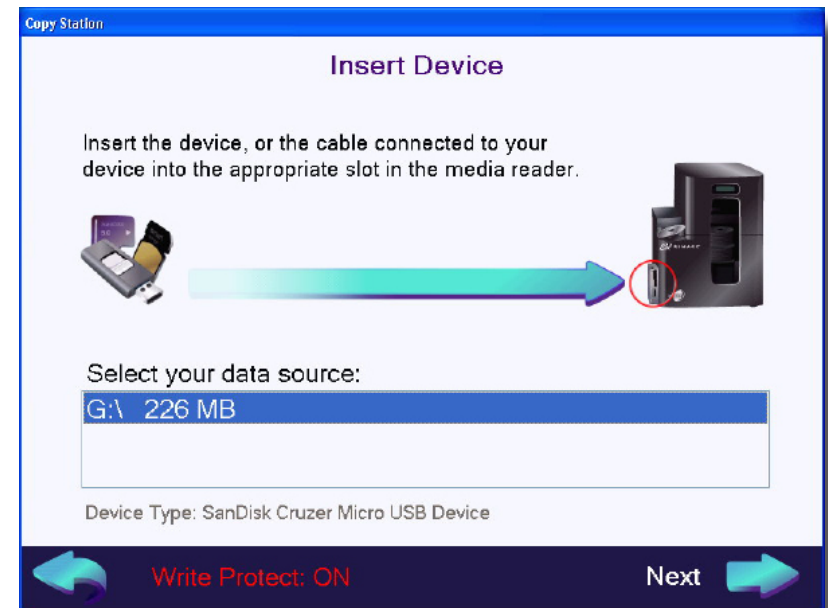 Copy Station
Insert Device
Insert the device, or the cable connected to your
device into the appropriate slot in the media reader.
RIMAGE
Select your data source:
G:\ 226 MB
Device Type: SanDisk Cruzer Micro USB Device
Write Protect: ON
Next